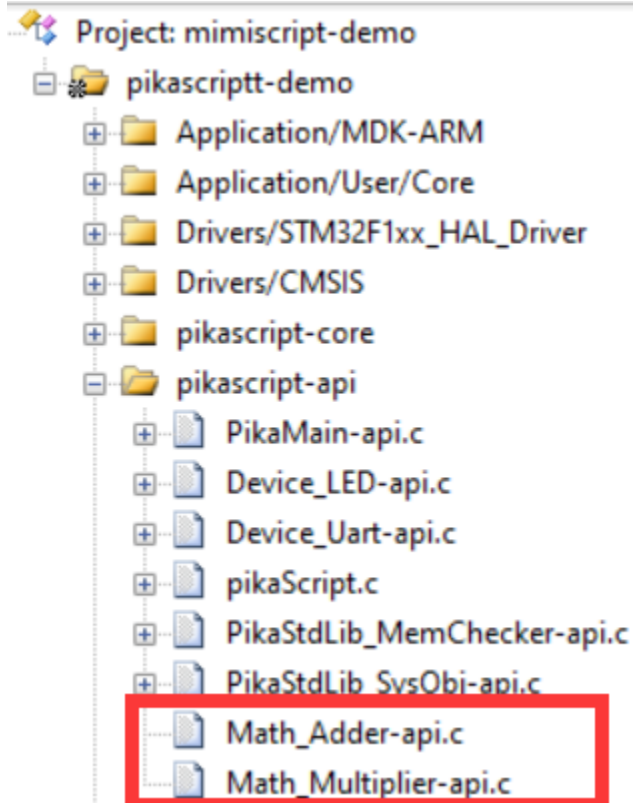 Project: mimiscript-demo
pikascriptt-demo
Application/MDK-ARM
Application/User/Core
Drivers/STM32F1xx_HAL_Driver
Drivers/CMSIS
pikascript-core
pikascript-api
PikaMain-api.c
Device_LED-api.c
Device_Uart-api.c
pikaScript.c
PikaStdLib_MemChecker-api.c
PikaStdLib_SysObj-api.c
Math_Adder-api.c
Math_Multiplier-api.c